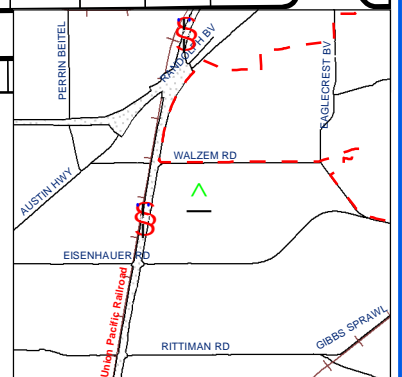 PERRIN BEITEL
RANDOLPH BV
EAGLECREST BV
WALZEM RD
AUSTIN HWY
EISENHAUER RD
Union Pacific Railroad
GIBBS SPRAWL
RITTIMAN RD